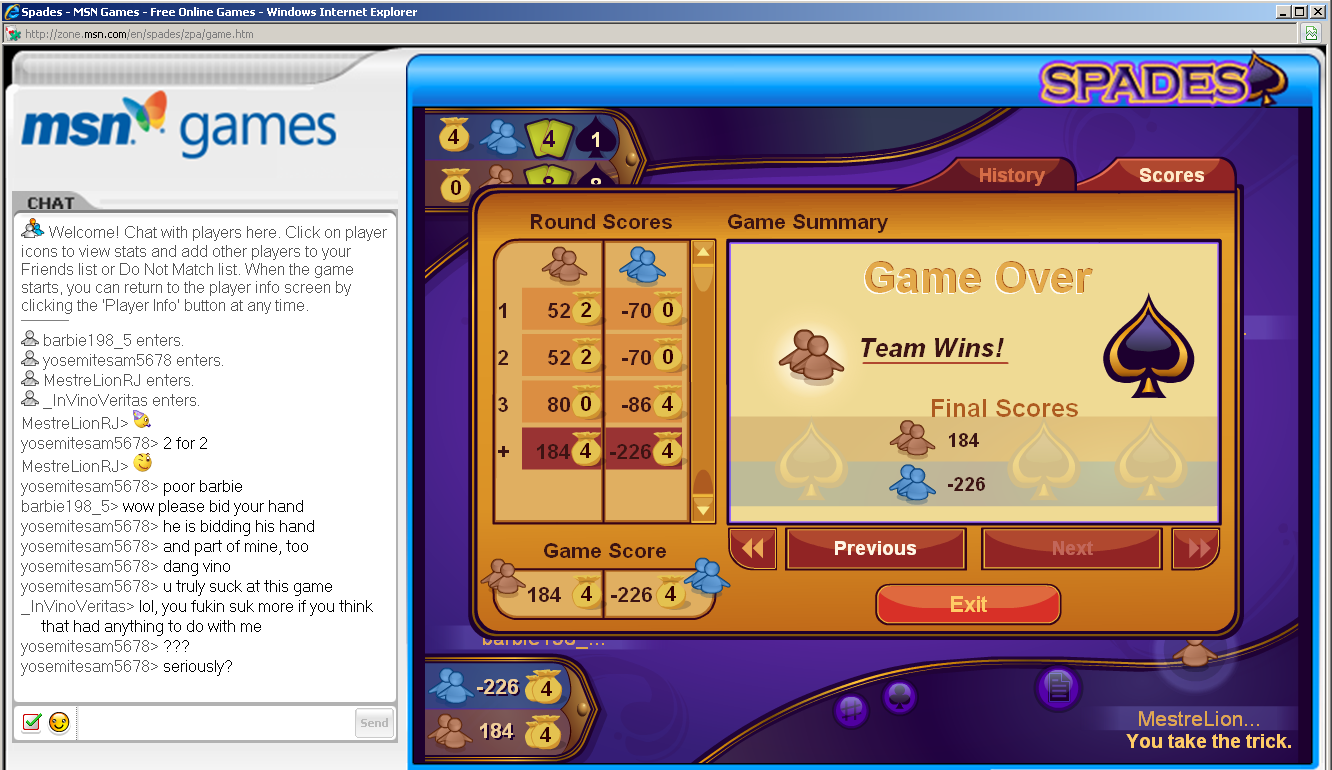 Spades - MSN Games - Free Online Games - Windows Internet Explorer
http://zone.msn.com/en/spades/zpa/game.htm
msn games
CHAT
Welcome! Chat with players here. Click on player
icons to view stats and add other players to your
Friends list or Do Not Match list. When the game
starts, you can return to the player info screen by
clicking the 'Player Info' button at any time.
barbie198_5 enters.
yosemitesam5678 enters.
MestreLionRJ enters.
_InVinoVeritas enters.
MestreLionRJ>
yosemitesam5678> 2 for 2
MestreLionRJ>
yosemitesam5678> poor barbie
barbie198_5> wow please bid your hand
yosemitesam5678> he is bidding his hand
yosemitesam5678> and part of mine, too
yosemitesam5678> dang vino
yosemitesam5678> u truly suck at this game
_InVinoVeritas> lol, you fukin suk more if you think
that had anything to do with me
yosemitesam5678> ???
yosemitesam5678> seriously?
Send
SPADES
4 4 1
0 8 8
History
Scores
Round Scores
1 52 2 -70 0
2 52 2 -70 0
3 80 0 -86 4
+ 184 4 -226 4
Game Score
184 4 -226 4
Game Summary
Game Over
Team Wins!
Final Scores
184
-226
Previous
Next
Exit
barbie198_...
-226 4
184 4
MestreLion...
You take the trick.